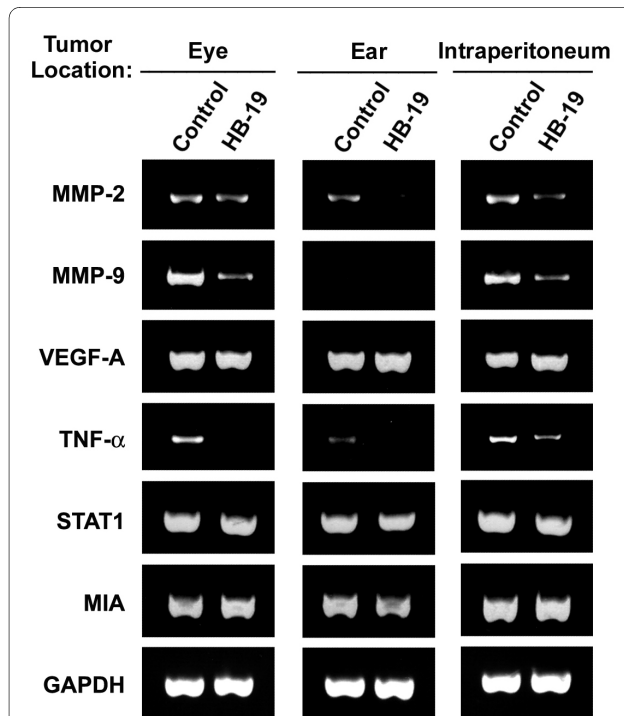 Tumor
Location:
Eye
Ear
Intraperitoneum
Control
HB-19
Control
HB-19
Control
HB-19
MMP-2
MMP-9
VEGF-A
TNF-α
STAT1
MIA
GAPDH